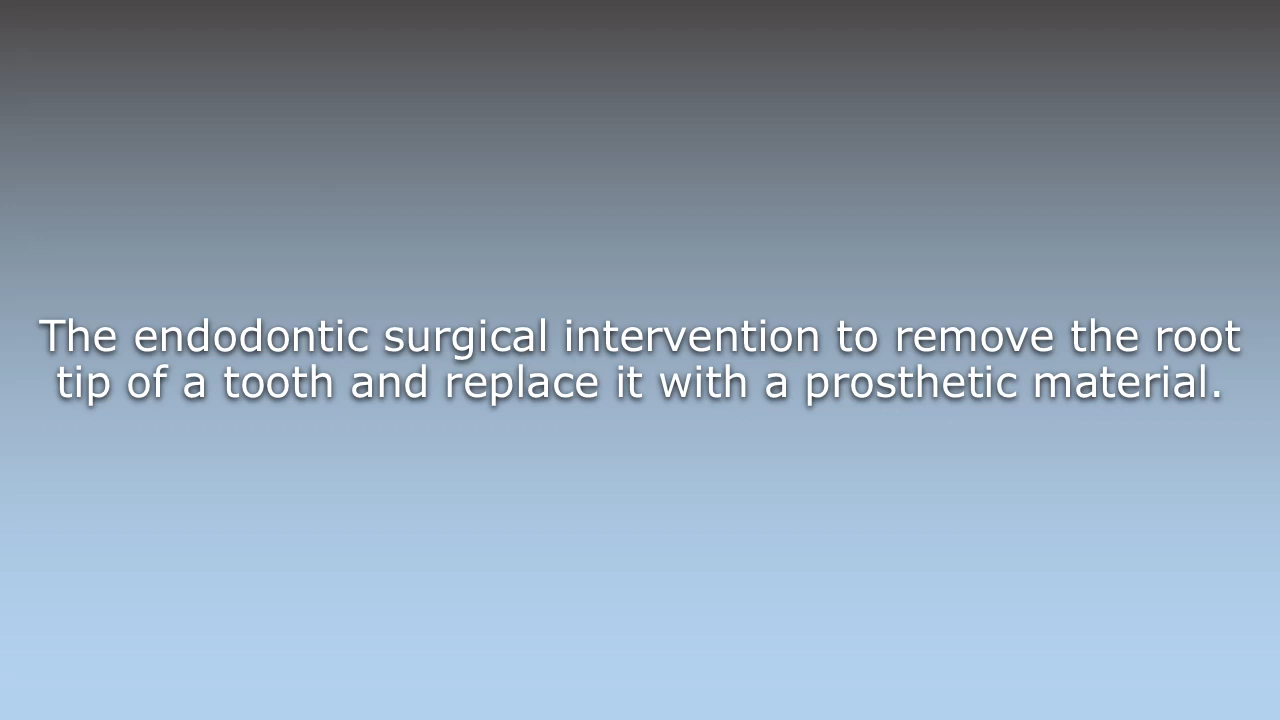 The endodontic surgical intervention to remove the root
tip of a tooth and replace it with a prosthetic material.